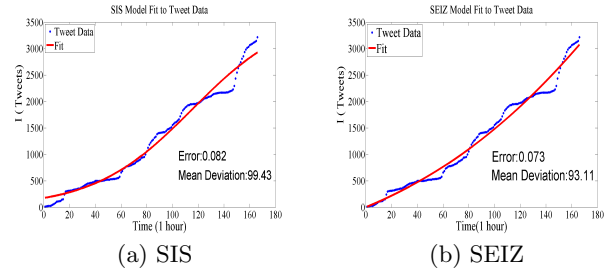 SIS Model Fit to Tweet Data
3500
3000
2500
2000
1500
1000
500
0
I ( Tweets)
Tweet Data
Fit
Error:0.082
Mean Deviation:99.43
0 20 40 60 80 100 120 140 160 180
Time(1 hour)
(a) SIS
SEIZ Model Fit to Tweet Data
3500
3000
2500
2000
1500
1000
500
0
I ( Tweets)
Tweet Data
Fit
Error:0.073
Mean Deviation:93.11
0 20 40 60 80 100 120 140 160 180
Time (1 hour)
(b) SEIZ